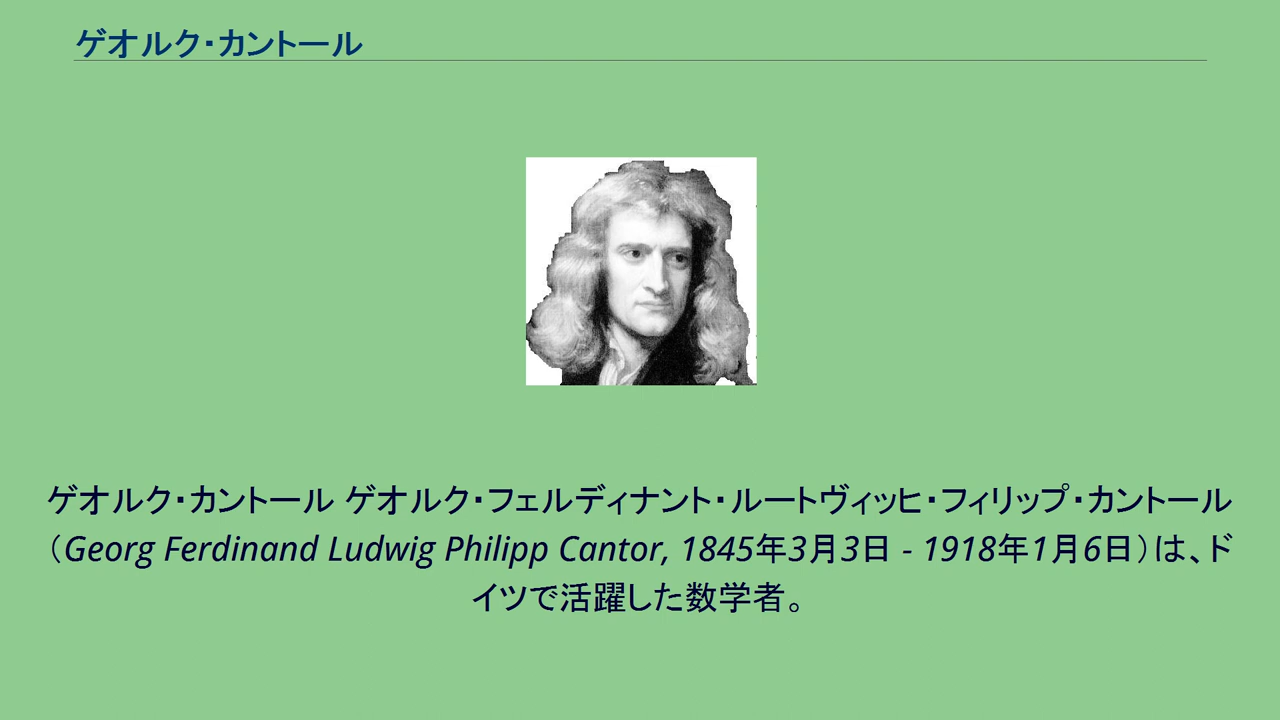 ゲオルク・カントール
ゲオルク・カントール ゲオルク・フェルディナント・ルートヴィッヒ・フィリップ・カントール
（Georg Ferdinand Ludwig Philipp Cantor, 1845年3月3日 - 1918年1月6日）は、ド
イツで活躍した数学者。